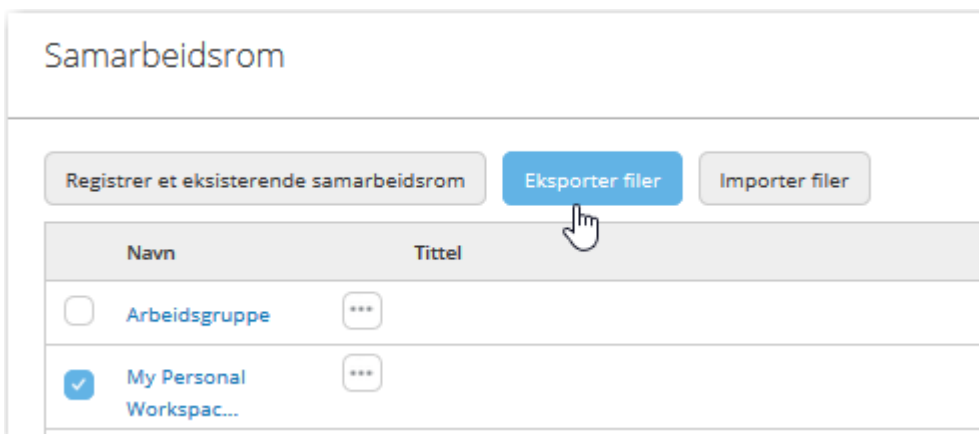 Samarbeidsrom
Registrer et eksisterende samarbeidsrom Eksporter filer Importer filer
Navn Tittel
Arbeidsgruppe
My Personal
Workspac...